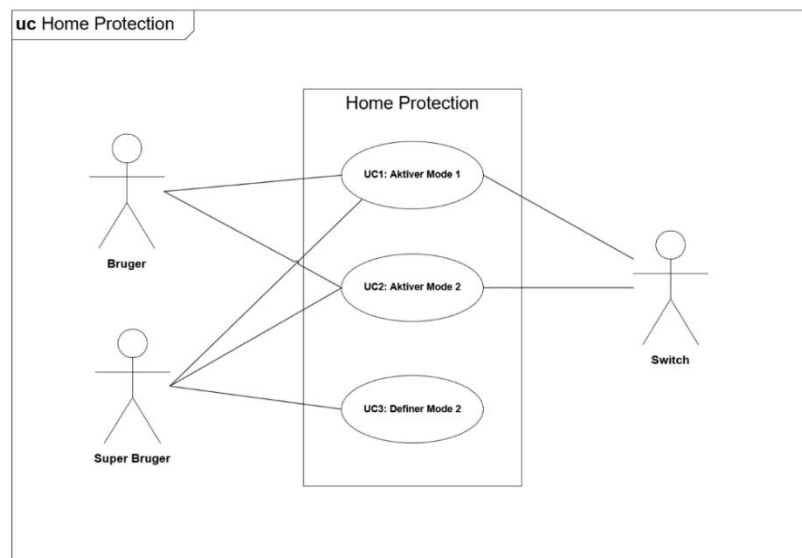 uc Home Protection
Home Protection
UC1: Aktiver Mode 1
Bruger
UC2: Aktiver Mode 2
Switch
UC3: Definer Mode 2
Super Bruger